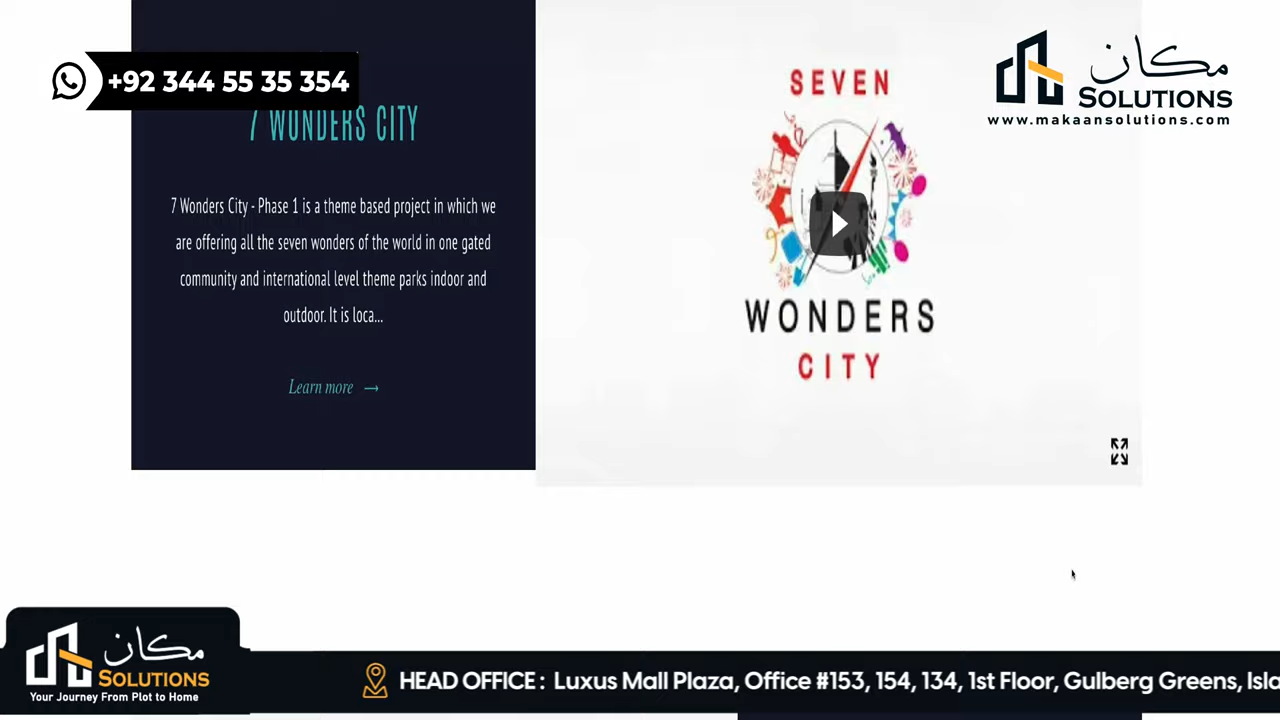 +92 344 55 35 354
مكان
SOLUTIONS
www.makaansolutions.com
7 WONDERS CITY
7 Wonders City - Phase 1 is a theme based project in which we
are offering all the seven wonders of the world in one gated
community and international level theme parks indoor and
outdoor. It is loca...
Learn more →
SEVEN
WONDERS
CITY
مكان
SOLUTIONS
Your Journey From Plot to Home
HEAD OFFICE : Luxus Mall Plaza, Office #153, 154, 134, 1st Floor, Gulberg Greens, Isla